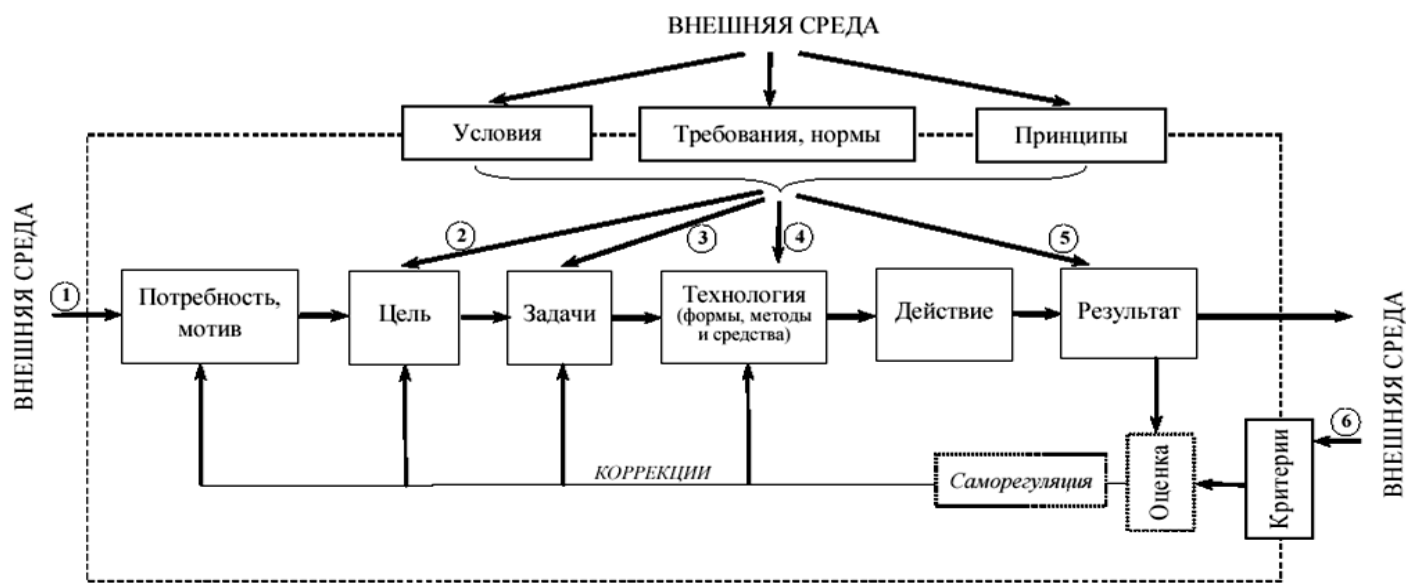 ВНЕШНЯЯ СРЕДА
Условия
Требования, нормы
Принципы
ВНЕШНЯЯ СРЕДА
1
2
3
4
5
Потребность,
мотив
Цель
Задачи
Технология
(формы, методы
и средства)
Действие
Результат
ВНЕШНЯЯ СРЕДА
6
КОРРЕКЦИИ
Саморегуляция
Оценка
Критерии